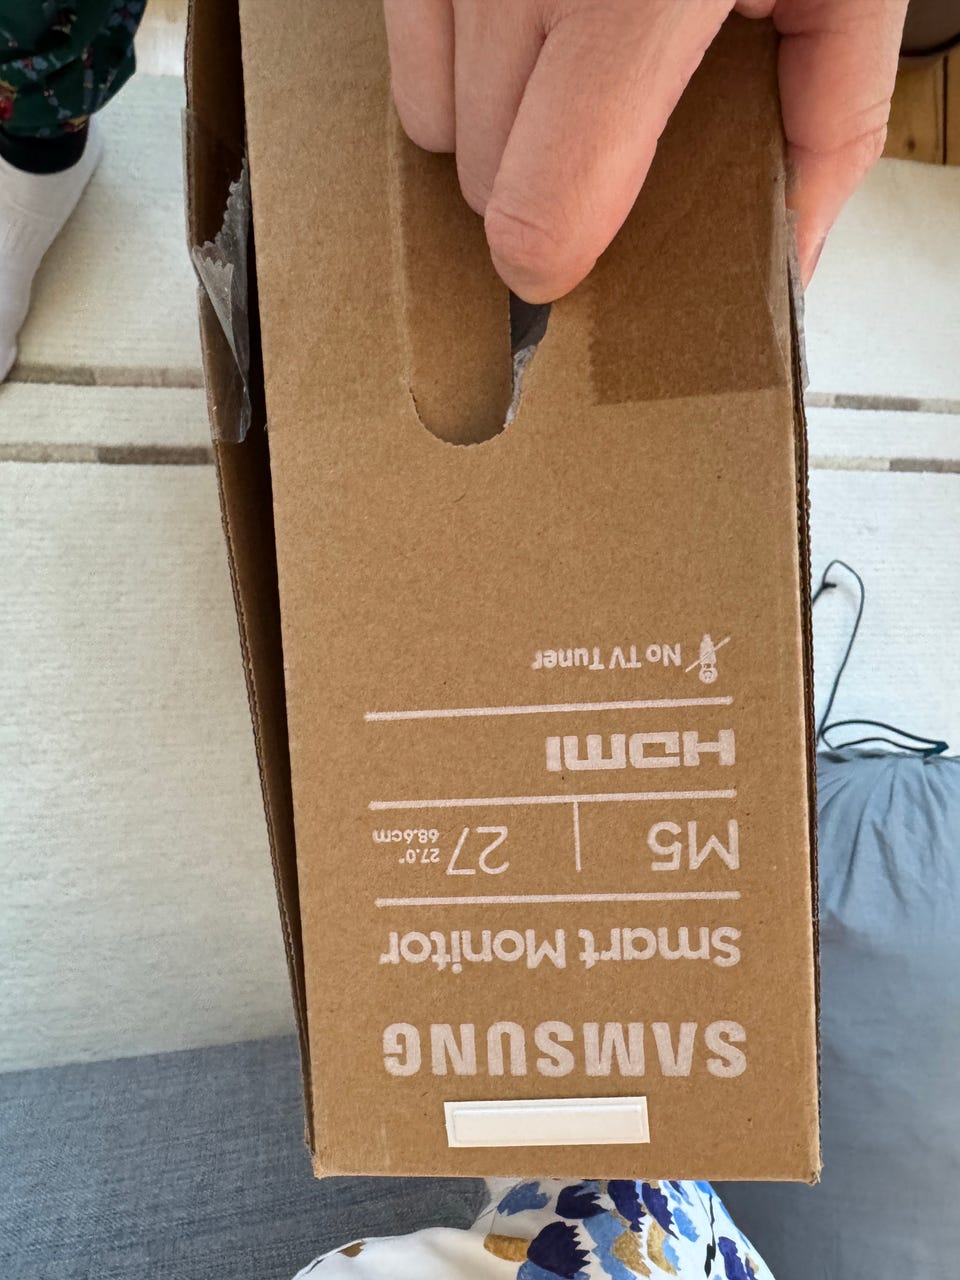 SAMSUNG
Smart Monitor
M5 27 27.0" 68.6cm
HDMI
No TV Tuner